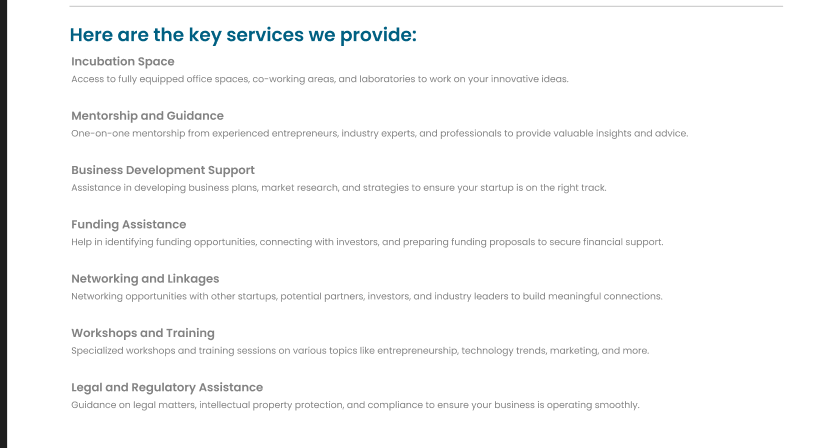 Here are the key services we provide:
Incubation Space
Access to fully equipped office spaces, co-working areas, and laboratories to work on your innovative ideas.
Mentorship and Guidance
One-on-one mentorship from experienced entrepreneurs, industry experts, and professionals to provide valuable insights and advice.
Business Development Support
Assistance in developing business plans, market research, and strategies to ensure your startup is on the right track.
Funding Assistance
Help in identifying funding opportunities, connecting with investors, and preparing funding proposals to secure financial support.
Networking and Linkages
Networking opportunities with other startups, potential partners, investors, and industry leaders to build meaningful connections.
Workshops and Training
Specialized workshops and training sessions on various topics like entrepreneurship, technology trends, marketing, and more.
Legal and Regulatory Assistance
Guidance on legal matters, intellectual property protection, and compliance to ensure your business is operating smoothly.